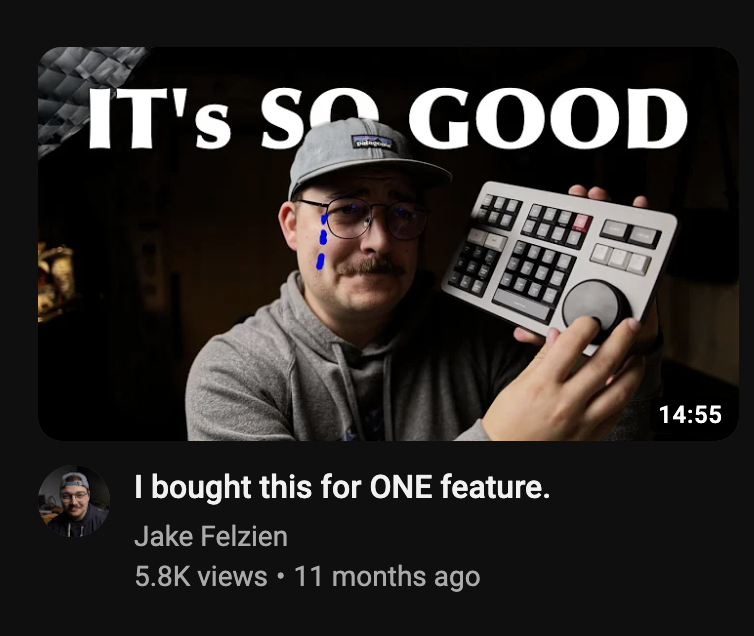 IT's SO GOOD
patagonia
14:55
I bought this for ONE feature.
Jake Felzien
5.8K views • 11 months ago